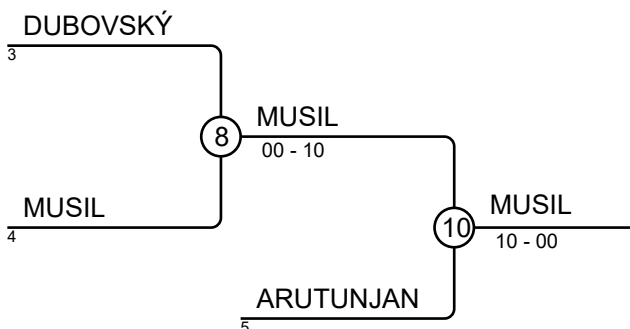 DUBOVSKÝ
3
8
MUSIL
00 - 10
MUSIL
4
10
MUSIL
10 - 00
ARUTUNJAN
5